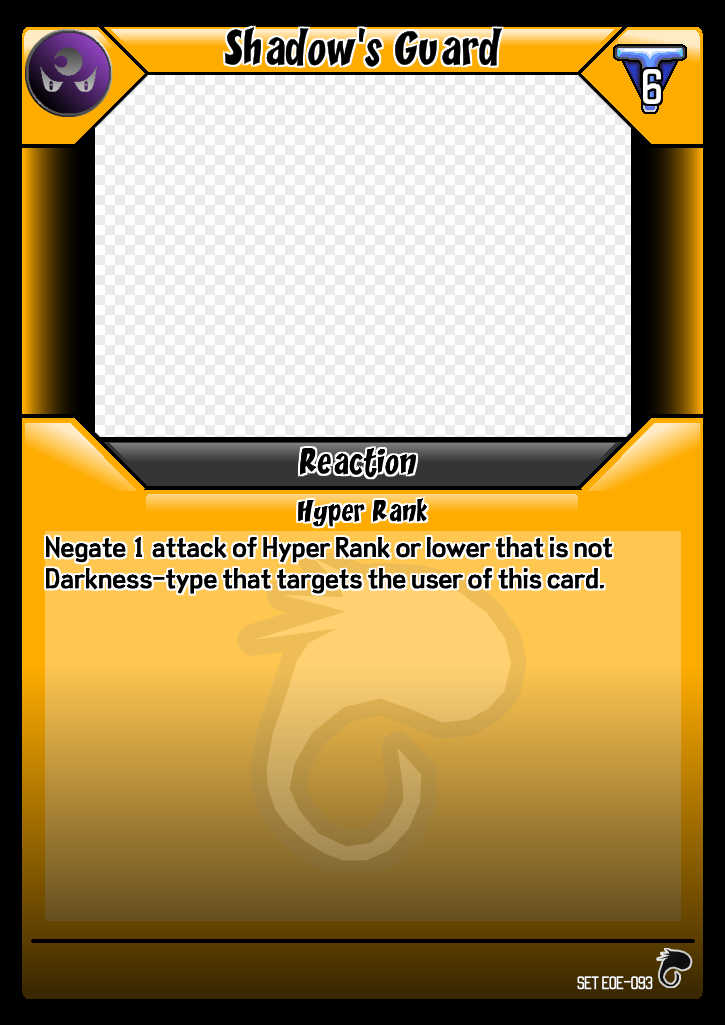 Shadow's Guard
6
Reaction
Hyper Rank
Negate 1 attack of Hyper Rank or lower that is not
Darkness-type that targets the user of this card.
SET EOE-093